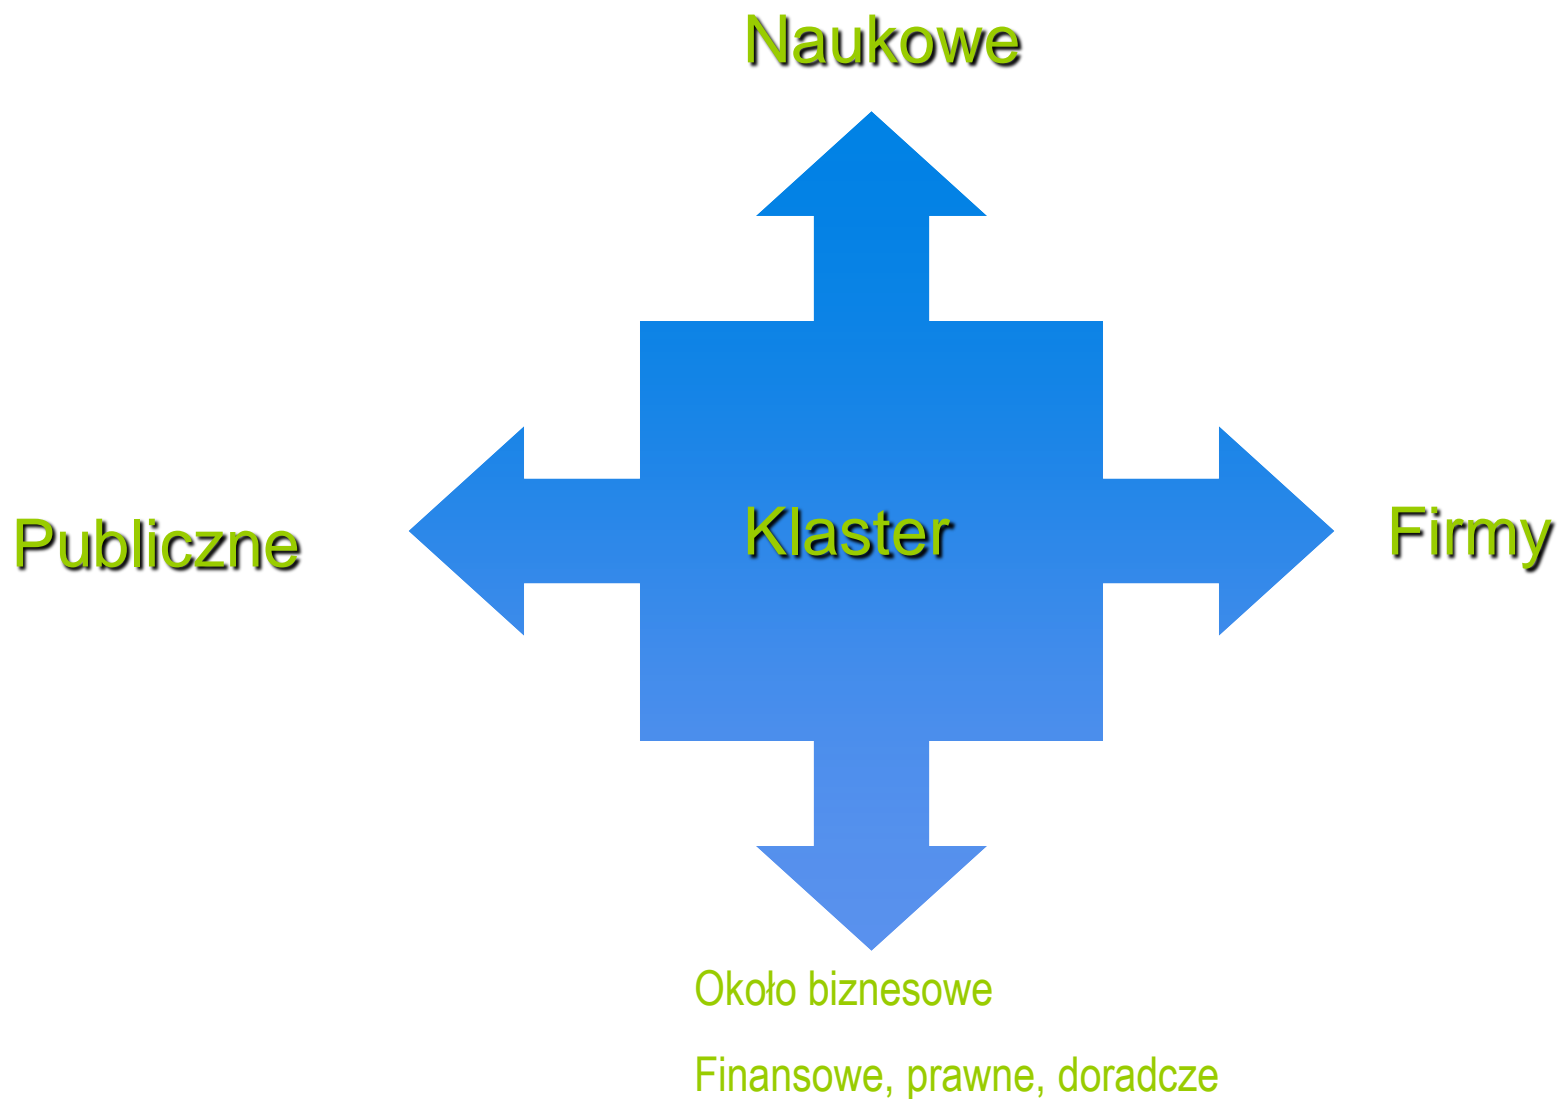 Naukowe
Publiczne
Klaster
Firmy
Około biznesowe
Finansowe, prawne, doradcze